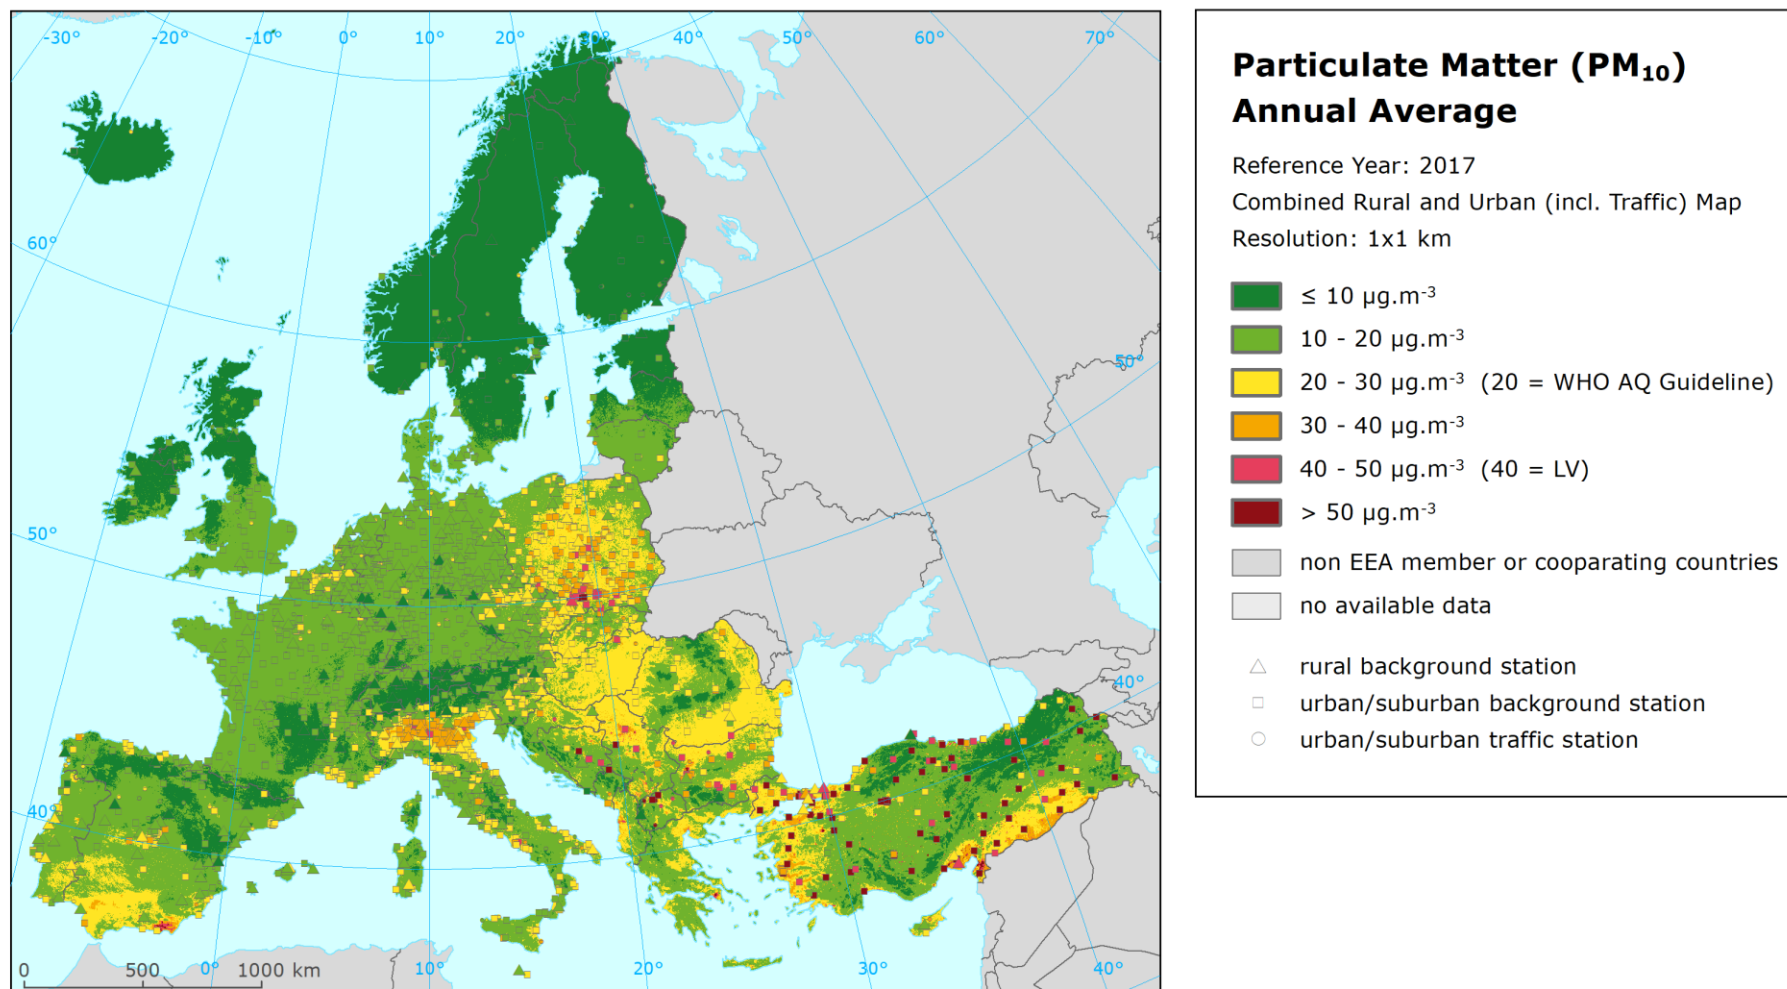 -30° -20° -10° 0° 10° 20° 30° 40° 50° 60° 70°
60°
50°
50°
40°
40°
0 500 1000 km
0° 10° 20° 30° 40°
Particulate Matter (PM₁₀)
Annual Average
Reference Year: 2017
Combined Rural and Urban (incl. Traffic) Map
Resolution: 1x1 km
≤ 10 µg.m⁻³
10 - 20 µg.m⁻³
20 - 30 µg.m⁻³ (20 = WHO AQ Guideline)
30 - 40 µg.m⁻³
40 - 50 µg.m⁻³ (40 = LV)
> 50 µg.m⁻³
non EEA member or cooparating countries
no available data
rural background station
urban/suburban background station
urban/suburban traffic station